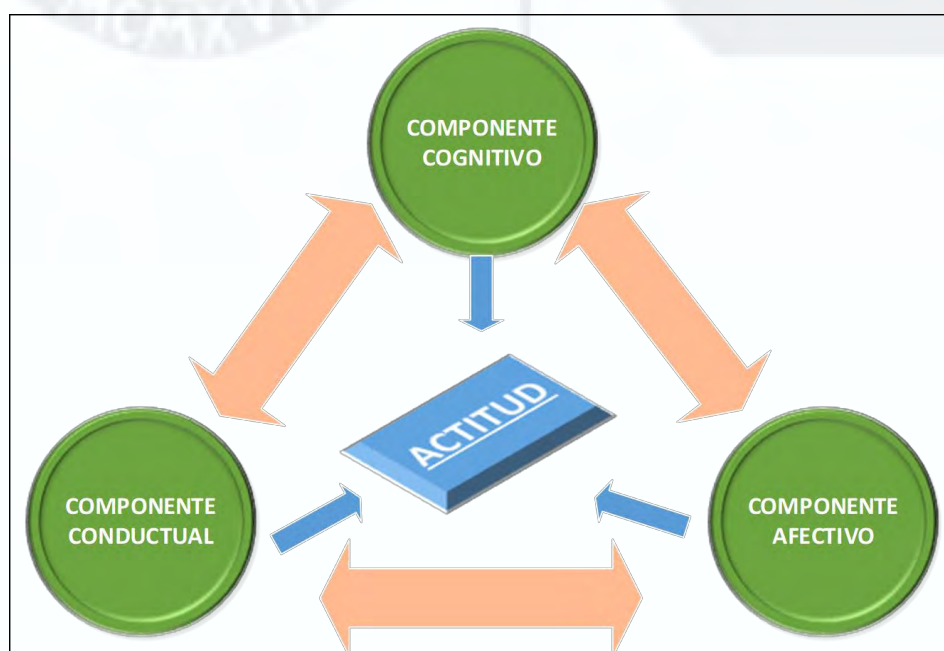 COMPONENTE
COGNITIVO
ACTITUD
COMPONENTE
CONDUCTUAL
COMPONENTE
AFECTIVO